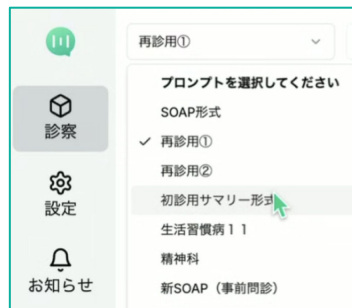 再診用①
プロンプトを選択してください
SOAP形式
再診用①
再診用②
初診用サマリー形式
生活習慣病11
精神科
新SOAP（事前問診）
診察
設定
お知らせ